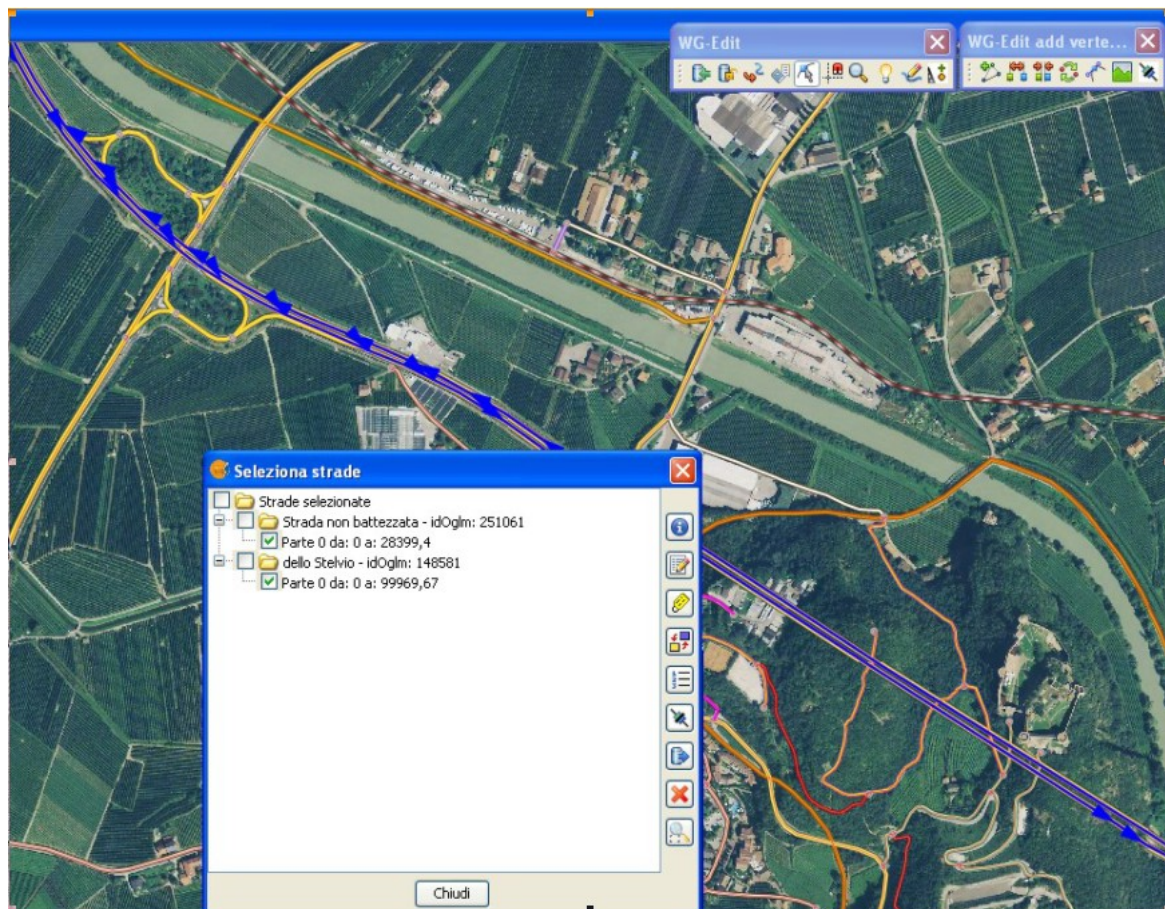 WG-Edit
WG-Edit add verte...
Seleziona strade
Strade selezionate
Strada non battezzata - idOglm: 251061
Parte 0 da: 0 a: 28399,4
dello Stelvio - idOglm: 148581
Parte 0 da: 0 a: 99969,67
Chiudi